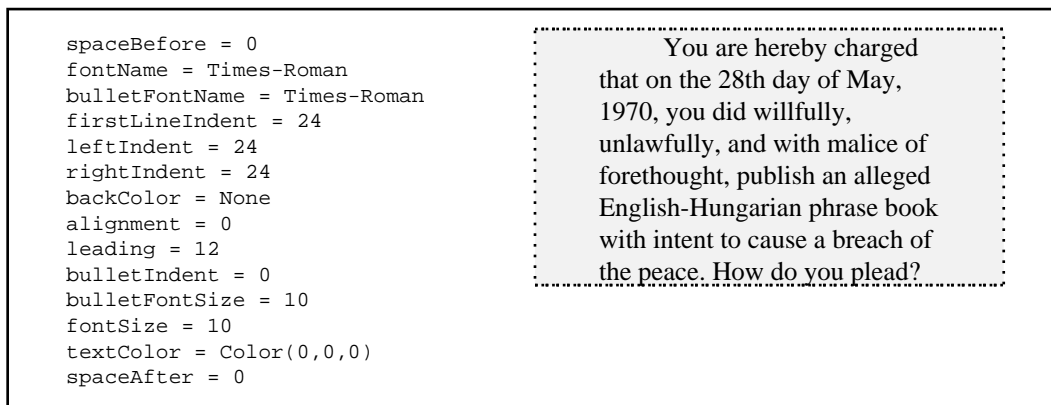 spaceBefore = 0
fontName = Times-Roman
bulletFontName = Times-Roman
firstLineIndent = 24
leftIndent = 24
rightIndent = 24
backColor = None
alignment = 0
leading = 12
bulletIndent = 0
bulletFontSize = 10
fontSize = 10
textColor = Color(0,0,0)
spaceAfter = 0
You are hereby charged
that on the 28th day of May,
1970, you did willfully,
unlawfully, and with malice of
forethought, publish an alleged
English-Hungarian phrase book
with intent to cause a breach of
the peace. How do you plead?